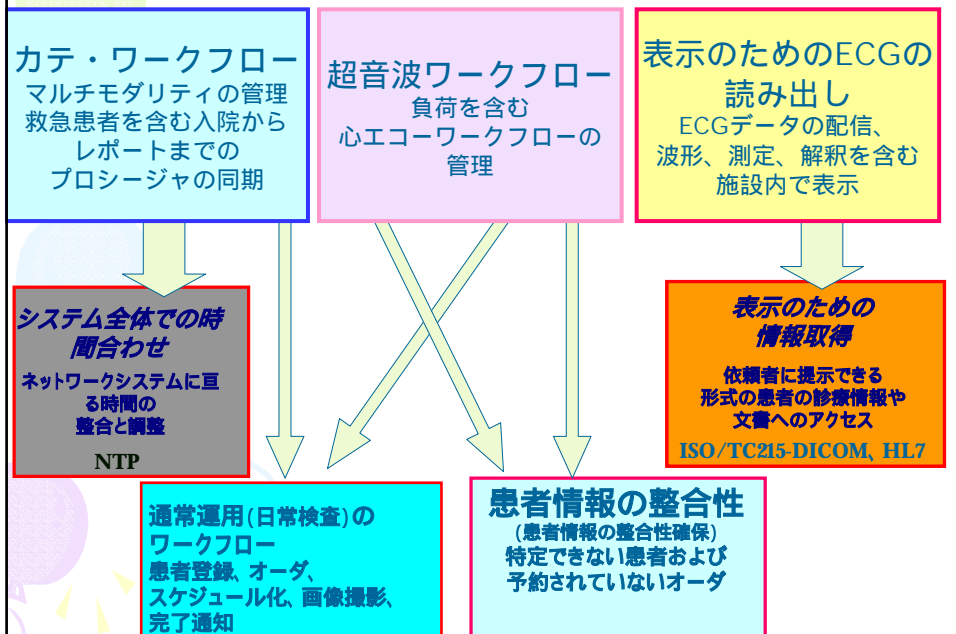 カテ・ワークフロー
マルチモダリティの管理
救急患者を含む入院から
レポートまでの
プロシージャの同期
超音波ワークフロー
負荷を含む
心エコーワークフローの
管理
表示のためのECGの
読み出し
ECGデータの配信、
波形、測定、解釈を含む
施設内で表示
システム全体での時
間合わせ
ネットワークシステムに亘
る時間の
整合と調整
NTP
表示のための
情報取得
依頼者に提示できる
形式の患者の診療情報や
文書へのアクセス
ISO/TC215-DICOM、HL7
通常運用(日常検査)の
ワークフロー
患者登録、オーダ、
スケジュール化、画像撮影、
完了通知
患者情報の整合性
(患者情報の整合性確保)
特定できない患者および
予約されていないオーダ